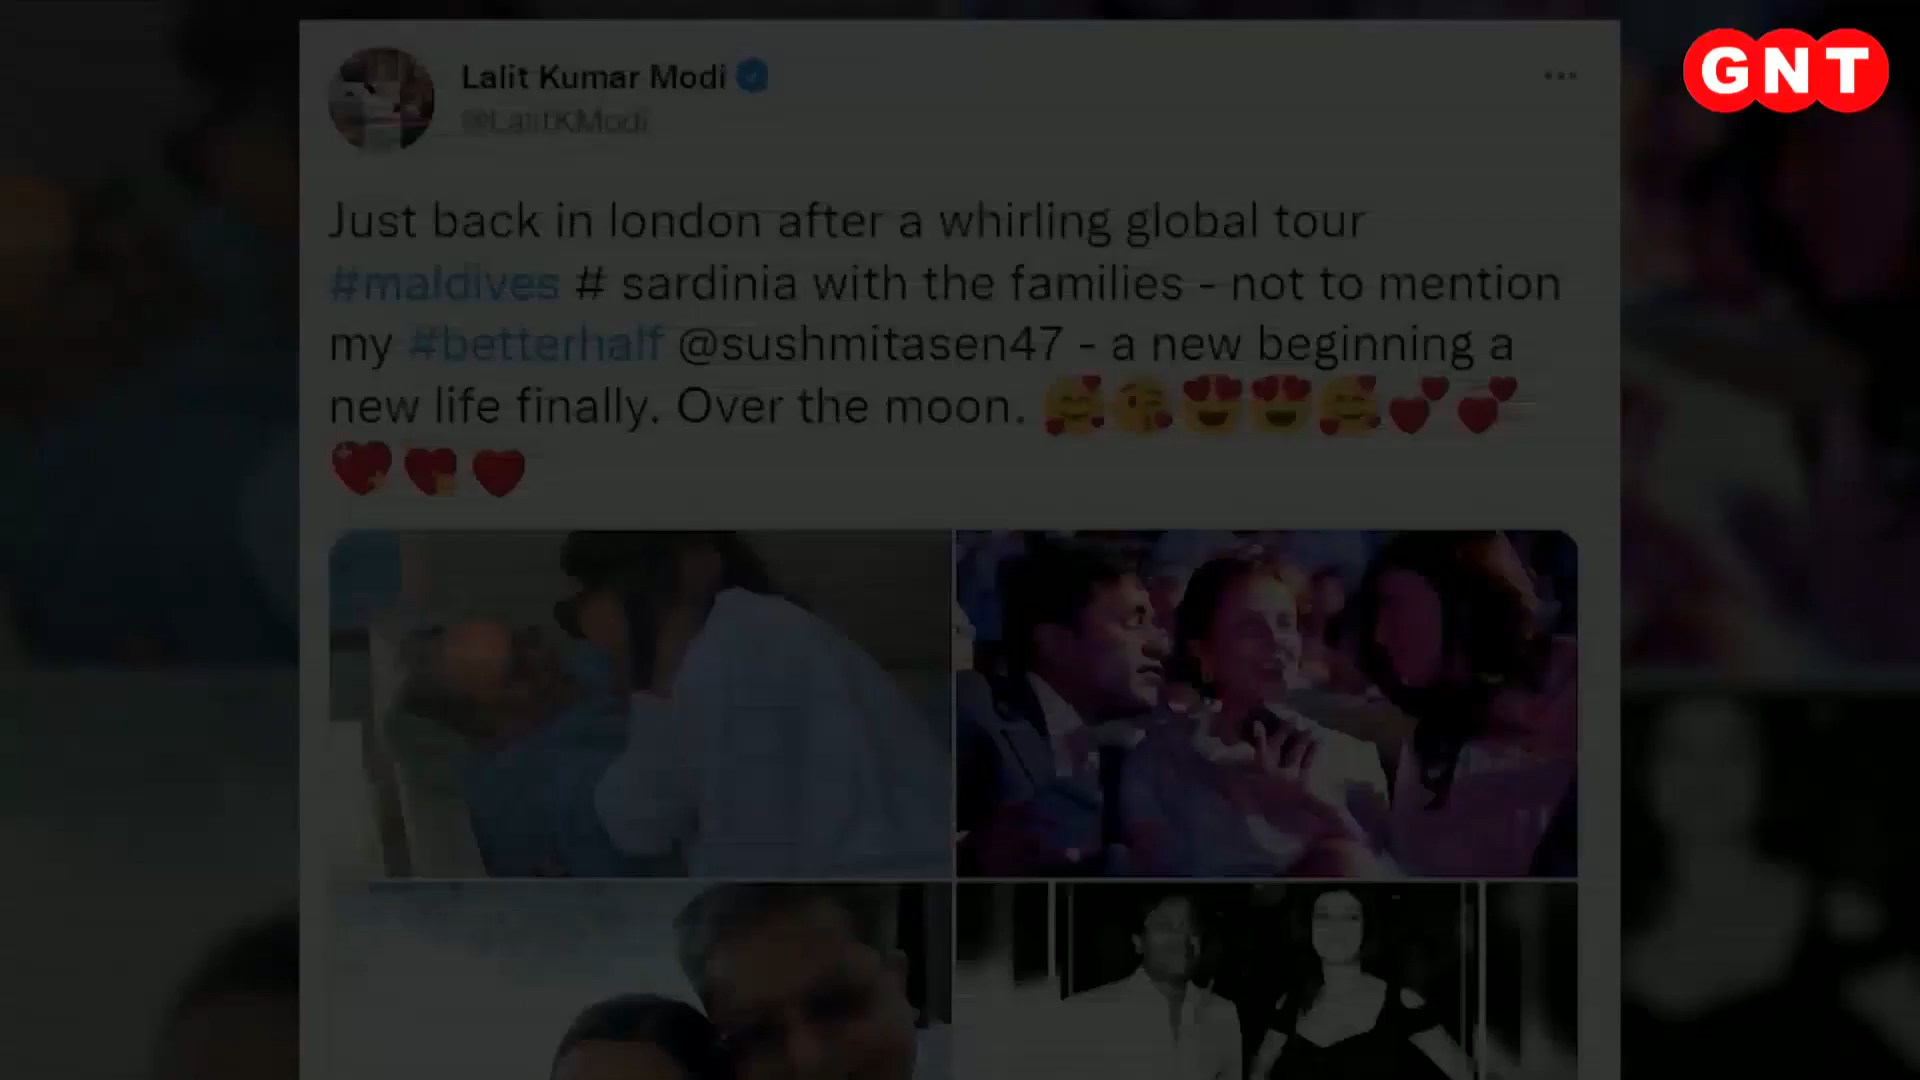 GNT
Lalit Kumar Modi
@LalitKModi
Just back in london after a whirling global tour
#maldives # sardinia with the families - not to mention
my #betterhalf @sushmitasen47 - a new beginning a
new life finally. Over the moon. 🥰😘😍😍🥰💕💕
💖💝❤️